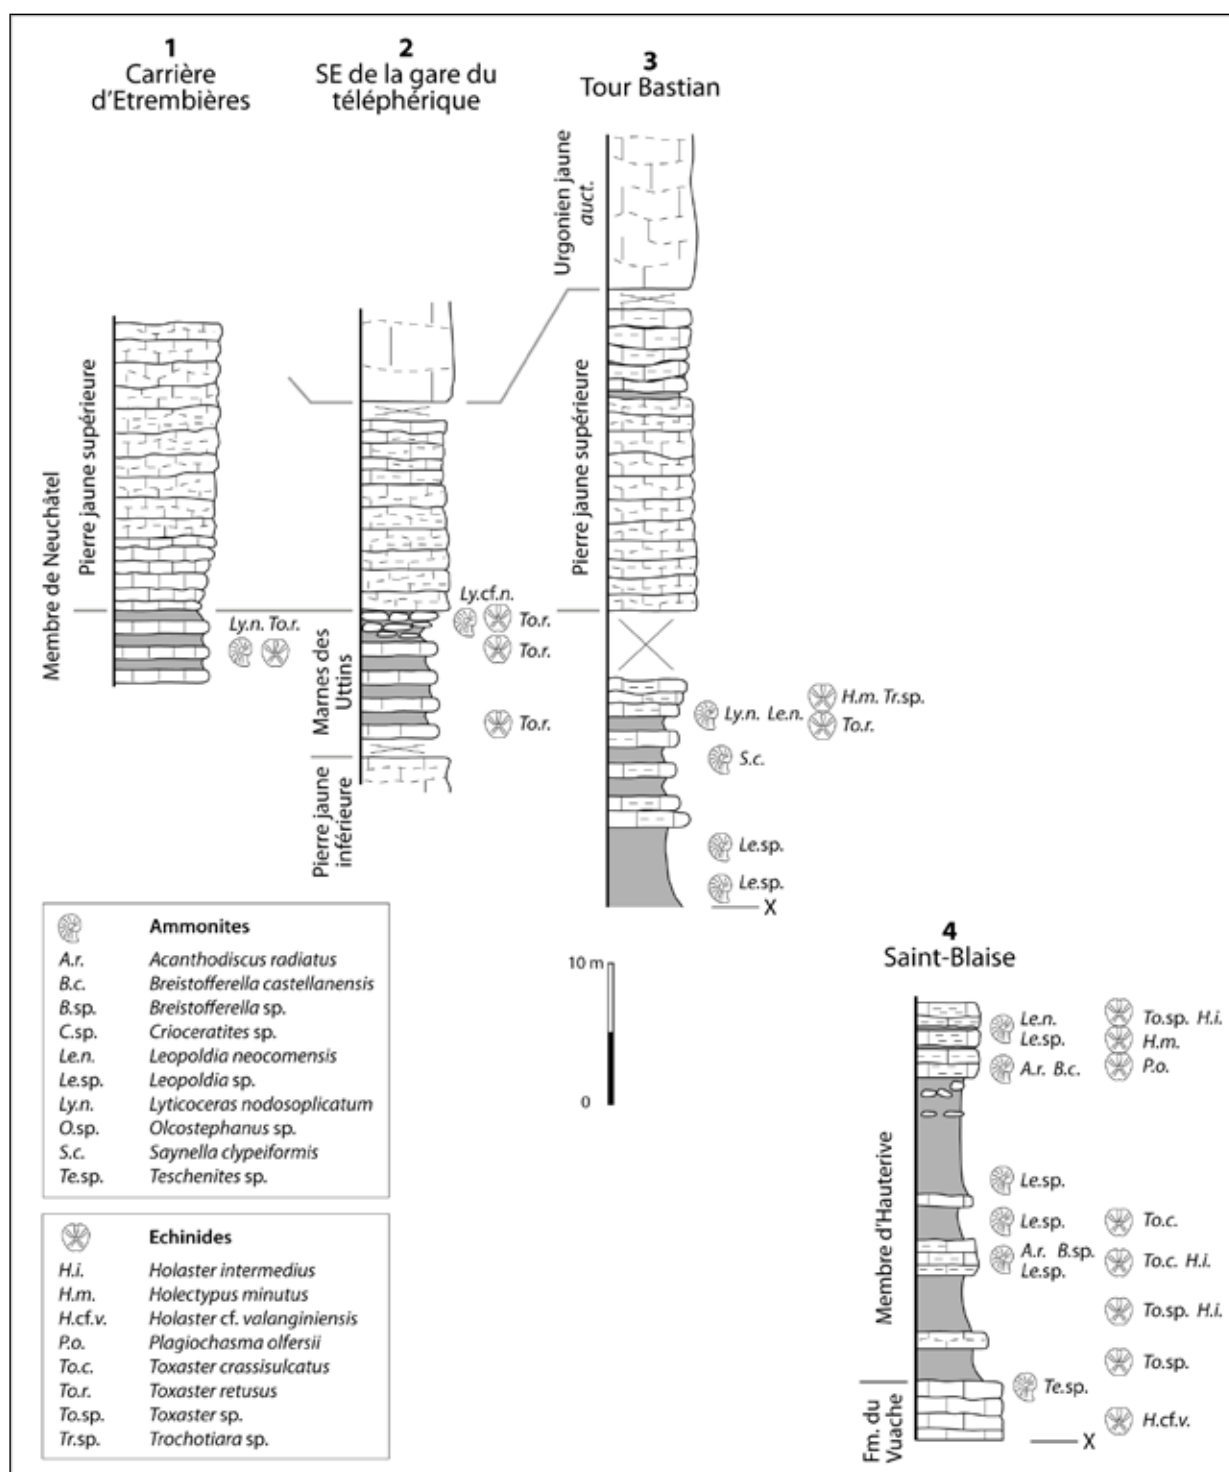 1
Carrière
d'Etrembières
2
SE de la gare du
téléphérique
3
Tour Bastian
Urgonien jaune
auct.
Membre de Neuchâtel
Pierre jaune supérieure
Ly.n. To.r.
Ly.cf.n.
To.r.
To.r.
To.r.
Marnes des
Uttins
Pierre jaune
inférieure
Pierre jaune supérieure
H.m. Tr.sp.
Ly.n. Le.n. To.r.
S.c.
Le.sp.
Le.sp.
X
Ammonites
A.r. Acanthodiscus radiatus
B.c. Breistofferella castellanensis
B.sp. Breistofferella sp.
C.sp. Crioceratites sp.
Le.n. Leopoldia neocomensis
Le.sp. Leopoldia sp.
Ly.n. Lyticoceras nodosoplicatum
O.sp. Olcostephanus sp.
S.c. Saynella clypeiformis
Te.sp. Teschenites sp.
Echinides
H.i. Holaster intermedius
H.m. Holectypus minutus
H.cf.v. Holaster cf. valanginiensis
P.o. Plagiochasma olfersii
To.c. Toxaster crassisulcatus
To.r. Toxaster retusus
To.sp. Toxaster sp.
Tr.sp. Trochotiara sp.
10 m
0
4
Saint-Blaise
Le.n. To.sp. H.i.
Le.sp. H.m.
A.r. B.c. P.o.
Le.sp.
Le.sp. To.c.
A.r. B.sp. To.c. H.i.
Le.sp.
To.sp. H.i.
To.sp.
Te.sp.
H.cf.v.
X
Membre d'Hauterive
Fm. du
Vuache